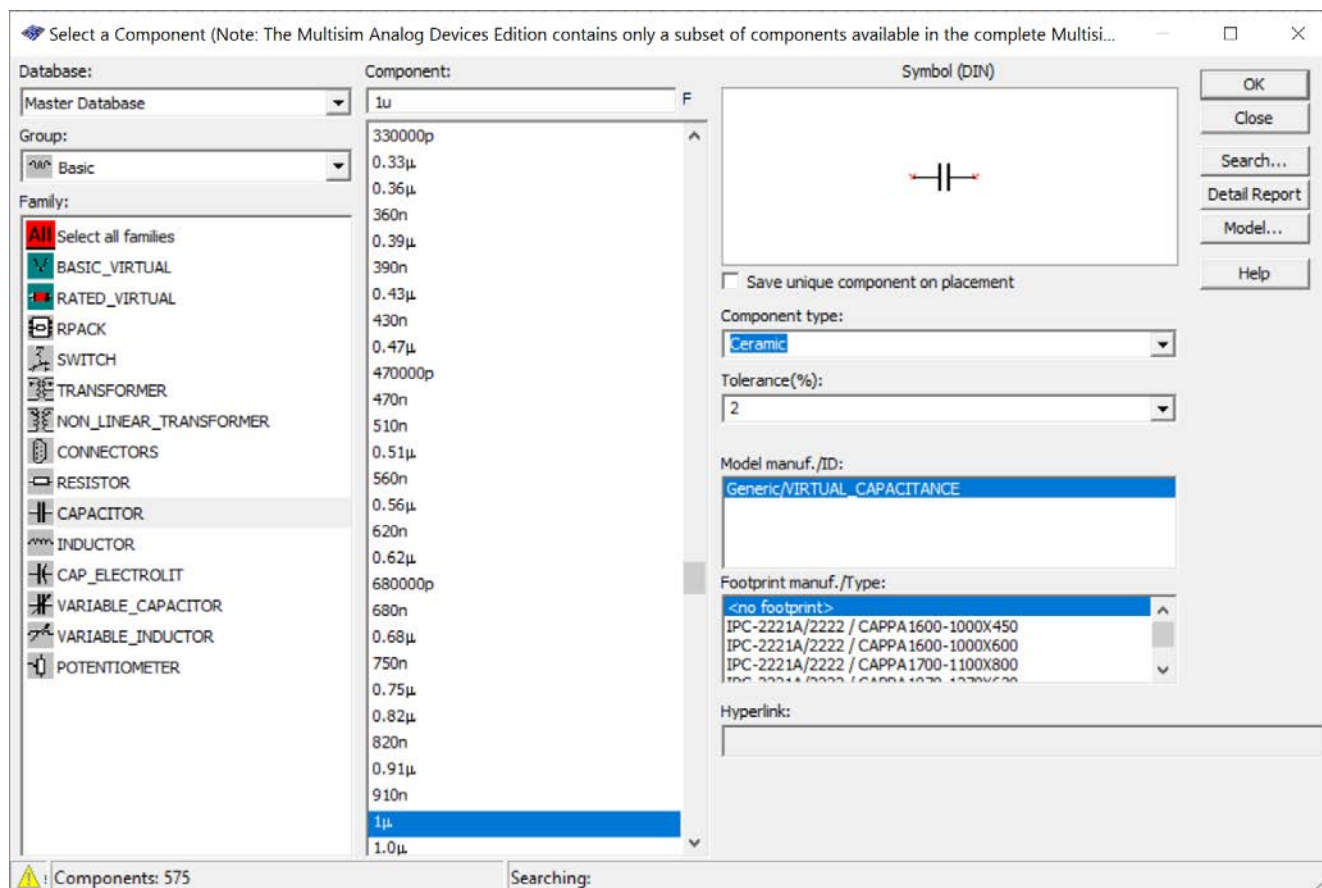 Select a Component (Note: The Multisim Analog Devices Edition contains only a subset of components available in the complete Multisi...
Database:
Master Database
Group:
Basic
Family:
All Select all families
BASIC_VIRTUAL
RATED_VIRTUAL
RPACK
SWITCH
TRANSFORMER
NON_LINEAR_TRANSFORMER
CONNECTORS
RESISTOR
CAPACITOR
INDUCTOR
CAP_ELECTROLIT
VARIABLE_CAPACITOR
VARIABLE_INDUCTOR
POTENTIOMETER
Component:
1u F
330000p
0.33µ
0.36µ
360n
0.39µ
390n
0.43µ
430n
0.47µ
470000p
470n
510n
0.51µ
560n
0.56µ
620n
0.62µ
680000p
680n
0.68µ
750n
0.75µ
0.82µ
820n
0.91µ
910n
1µ
1.0µ
Symbol (DIN)
Save unique component on placement
Component type:
Ceramic
Tolerance(%):
2
Model manuf./ID:
Generic/VIRTUAL_CAPACITANCE
Footprint manuf./Type:
<no footprint>
IPC-2221A/2222 / CAPPA1600-1000X450
IPC-2221A/2222 / CAPPA1600-1000X600
IPC-2221A/2222 / CAPPA1700-1100X800
Hyperlink:
OK
Close
Search...
Detail Report
Model...
Help
Components: 575
Searching: